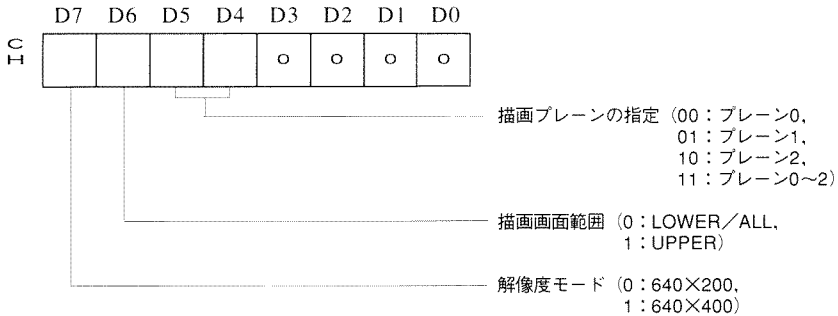 D7 D6 D5 D4 D3 D2 D1 D0
CH 0 0 0 0
描画プレーンの指定（00：プレーン0,
01：プレーン1,
10：プレーン2,
11：プレーン0～2）
描画画面範囲（0：LOWER／ALL,
1：UPPER）
解像度モード（0：640×200,
1：640×400）